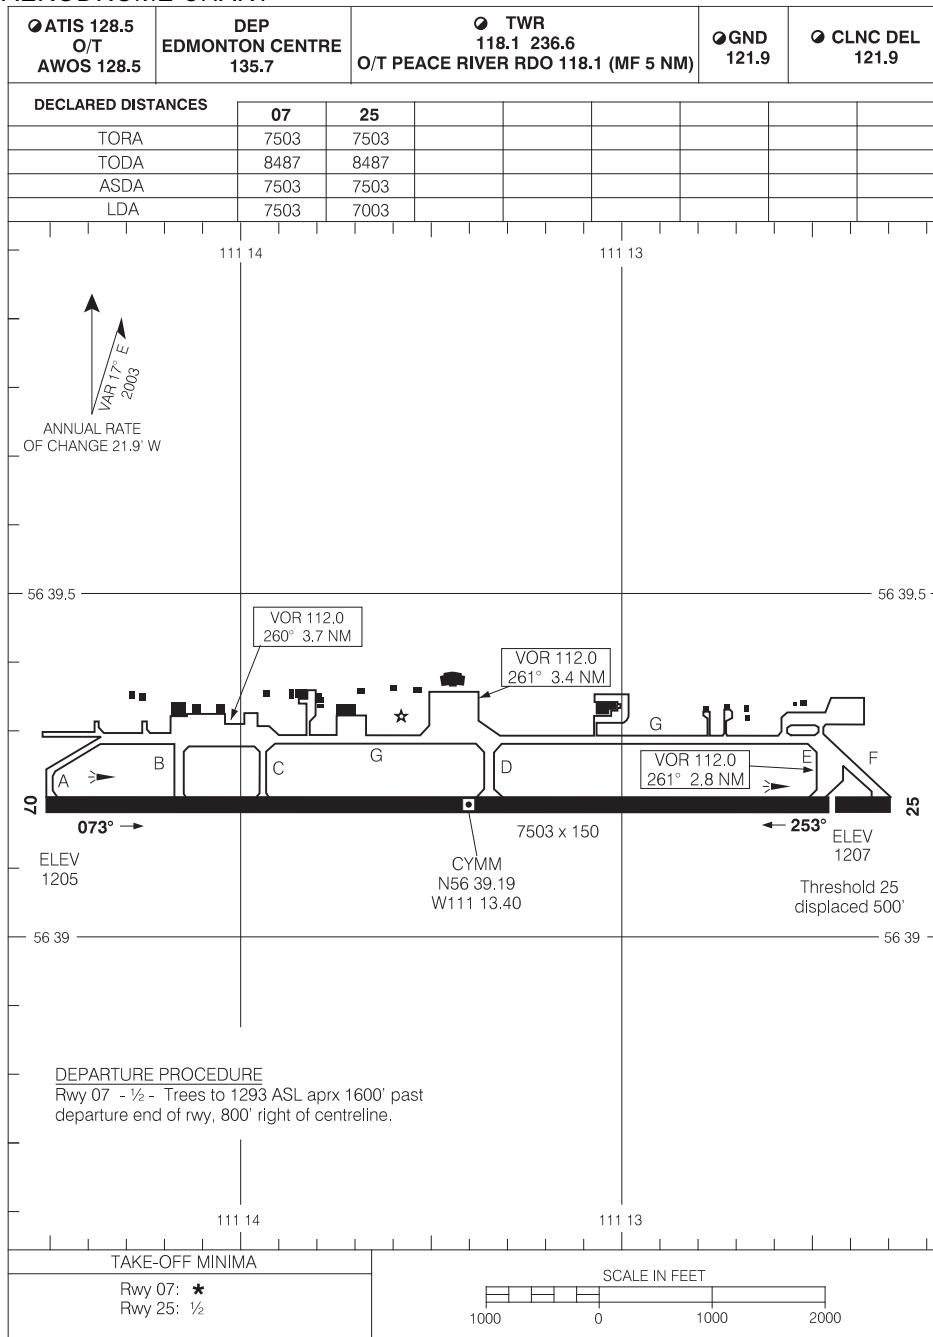 ATIS 128.5
O/T
AWOS 128.5
DEP
EDMONTON CENTRE
135.7
TWR
118.1 236.6
O/T PEACE RIVER RDO 118.1 (MF 5 NM)
GND
121.9
CLNC DEL
121.9
DECLARED DISTANCES
07 25
TORA 7503 7503
TODA 8487 8487
ASDA 7503 7503
LDA 7503 7003
111 14 111 13
VAR 17° E
2003
ANNUAL RATE
OF CHANGE 21.9' W
56 39.5 56 39.5
VOR 112.0
260° 3.7 NM
VOR 112.0
261° 3.4 NM
G
A B C G D E F
VOR 112.0
261° 2.8 NM
07 25
073° 7503 x 150 253°
ELEV
1205
CYMM
N56 39.19
W111 13.40
ELEV
1207
Threshold 25
displaced 500'
56 39 56 39
DEPARTURE PROCEDURE
Rwy 07 - ½ - Trees to 1293 ASL aprx 1600' past
departure end of rwy, 800' right of centreline.
111 14 111 13
TAKE-OFF MINIMA
Rwy 07: *
Rwy 25: ½
SCALE IN FEET
1000 0 1000 2000